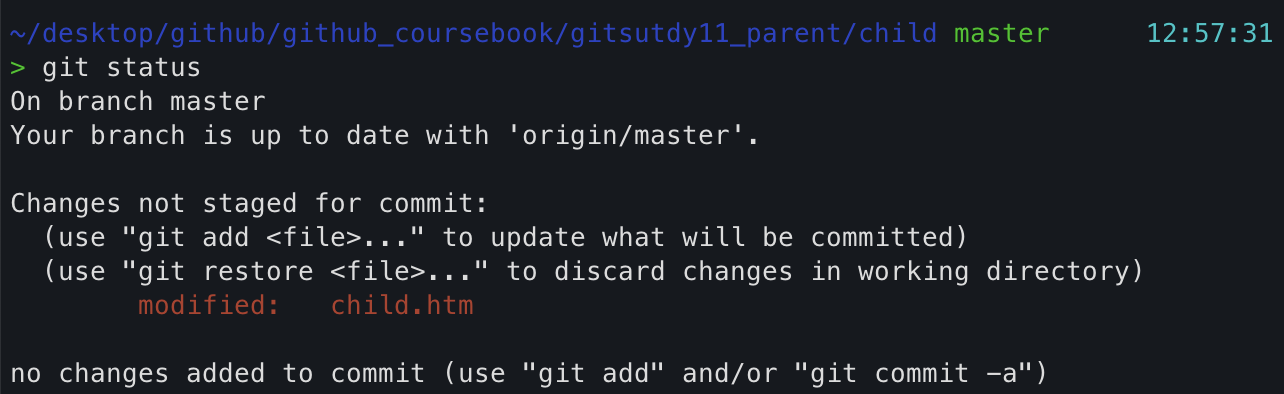 ~/desktop/github/github_coursebook/gitsutdy11_parent/child master 12:57:31
> git status
On branch master
Your branch is up to date with 'origin/master'.
Changes not staged for commit:
(use "git add <file>..." to update what will be committed)
(use "git restore <file>..." to discard changes in working directory)
modified: child.htm
no changes added to commit (use "git add" and/or "git commit -a")